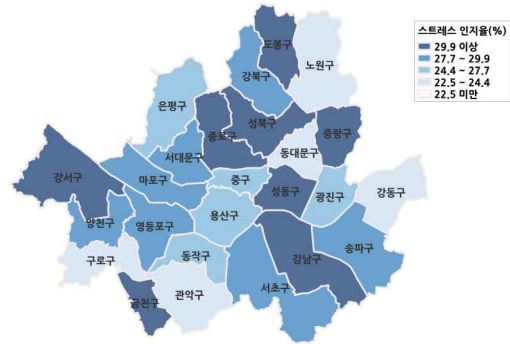 스트레스 인지율(%)
29.9 이상
27.7 ~ 29.9
24.4 ~ 27.7
22.5 ~ 24.4
22.5 미만
도봉구
노원구
강북구
은평구
성북구
종로구
중랑구
서대문구
동대문구
강서구
마포구
중구
성동구
광진구
강동구
양천구
영등포구
용산구
송파구
구로구
동작구
강남구
서초구
금천구
관악구